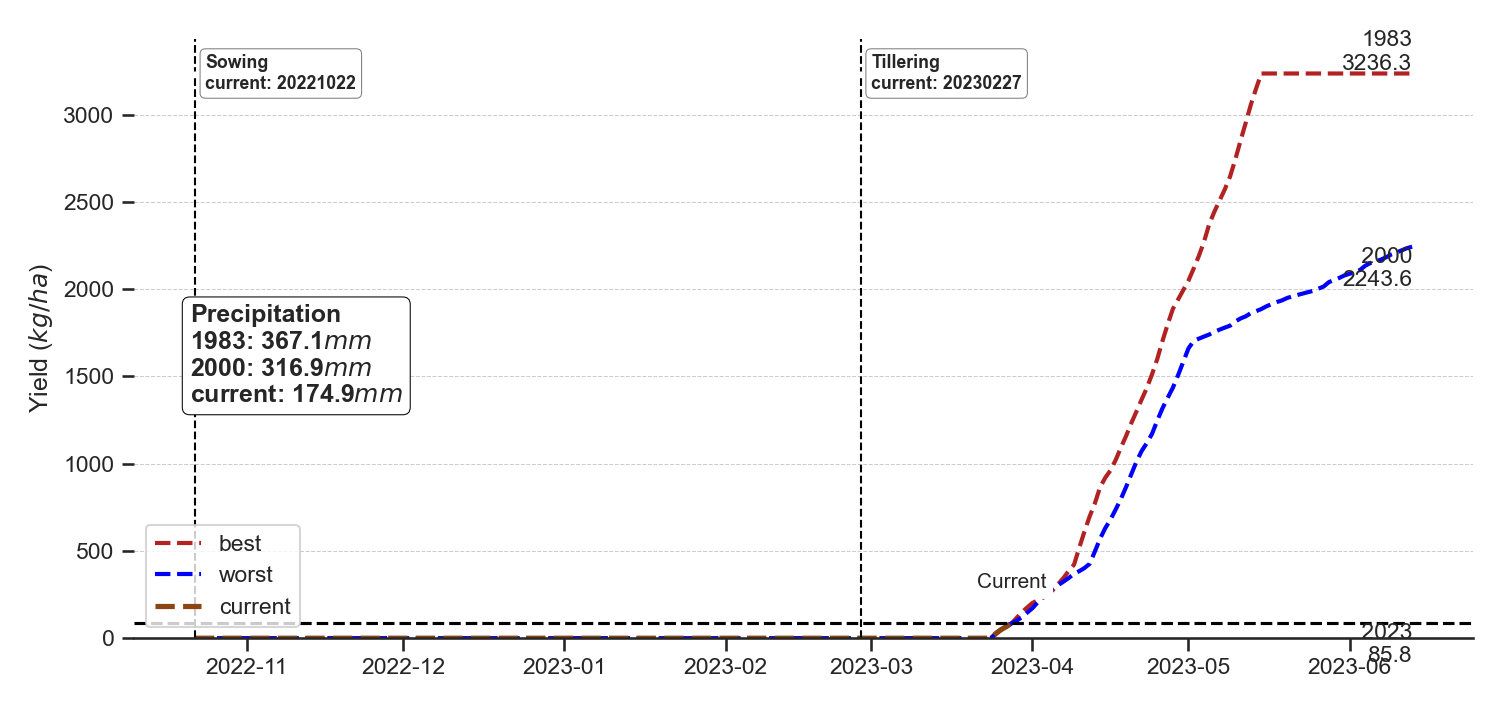 1983
3236.3
Sowing
current: 20221022
Tillering
current: 20230227
3000
2500
2000
1500
1000
500
0
Yield (kg/ha)
2000
2243.6
Precipitation
1983: 367.1mm
2000: 316.9mm
current: 174.9mm
best
worst
current
Current
2023
85.8
2022-11
2022-12
2023-01
2023-02
2023-03
2023-04
2023-05
2023-06